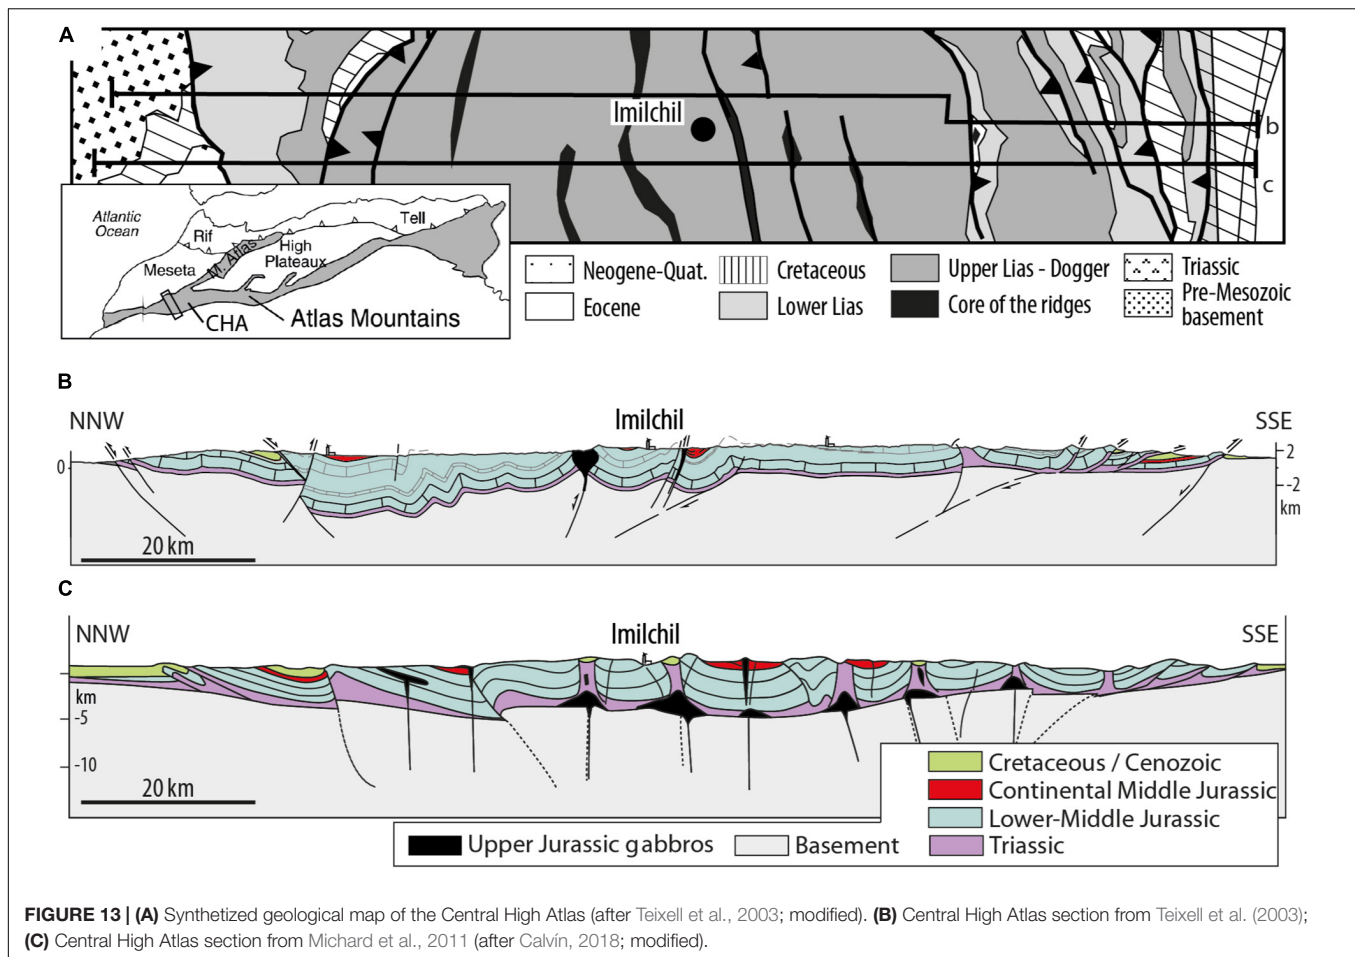 A
Imilchil
b
c
Atlantic
Ocean
Rif
Tell
M. Atlas
High
Plateaux
Meseta
CHA
Atlas Mountains
Neogene-Quat.
Cretaceous
Upper Lias - Dogger
Triassic
Eocene
Lower Lias
Core of the ridges
Pre-Mesozoic
basement
B
NNW
Imilchil
SSE
0
2
-2
km
20 km
C
NNW
Imilchil
SSE
km
-5
-10
20 km
Cretaceous / Cenozoic
Continental Middle Jurassic
Lower-Middle Jurassic
Upper Jurassic gabbros
Basement
Triassic
FIGURE 13 | (A) Synthetized geological map of the Central High Atlas (after Teixell et al., 2003; modified). (B) Central High Atlas section from Teixell et al. (2003);
(C) Central High Atlas section from Michard et al., 2011 (after Calvín, 2018; modified).